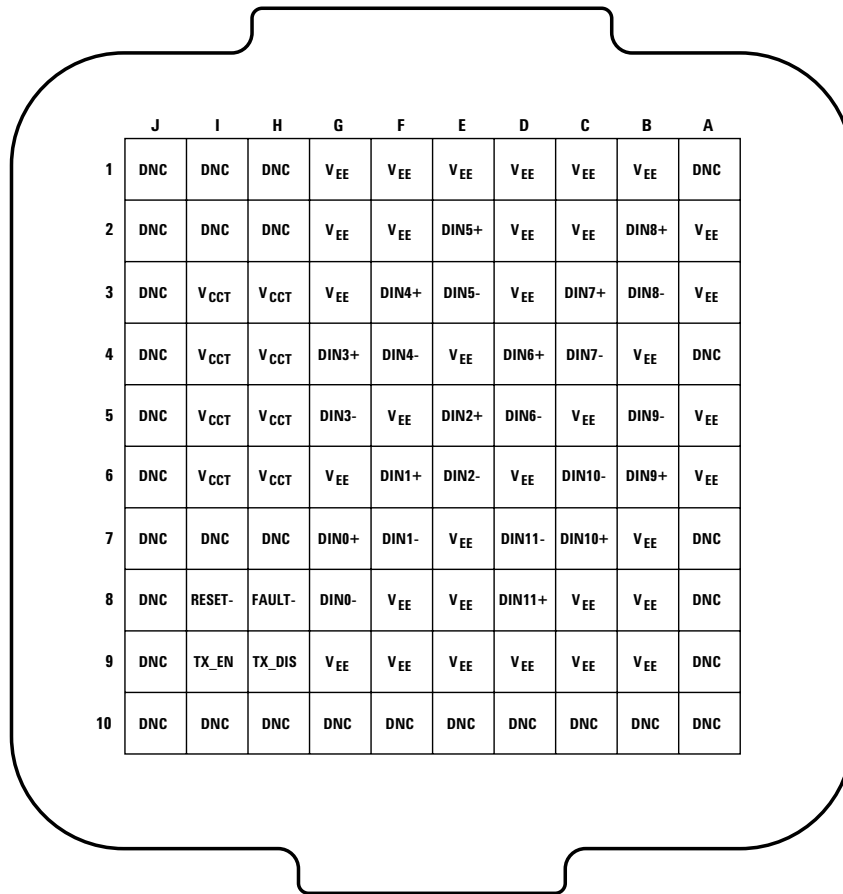 J I H G F E D C B A
1 DNC DNC DNC VEE VEE VEE VEE VEE VEE DNC
2 DNC DNC DNC VEE VEE DIN5+ VEE VEE DIN8+ VEE
3 DNC VCCT VCCT VEE DIN4+ DIN5- VEE DIN7+ DIN8- VEE
4 DNC VCCT VCCT DIN3+ DIN4- VEE DIN6+ DIN7- VEE DNC
5 DNC VCCT VCCT DIN3- VEE DIN2+ DIN6- VEE DIN9- VEE
6 DNC VCCT VCCT VEE DIN1+ DIN2- VEE DIN10- DIN9+ VEE
7 DNC DNC DNC DIN0+ DIN1- VEE DIN11- DIN10+ VEE DNC
8 DNC RESET- FAULT- DIN0- VEE VEE DIN11+ VEE VEE DNC
9 DNC TX_EN TX_DIS VEE VEE VEE VEE VEE VEE DNC
10 DNC DNC DNC DNC DNC DNC DNC DNC DNC DNC